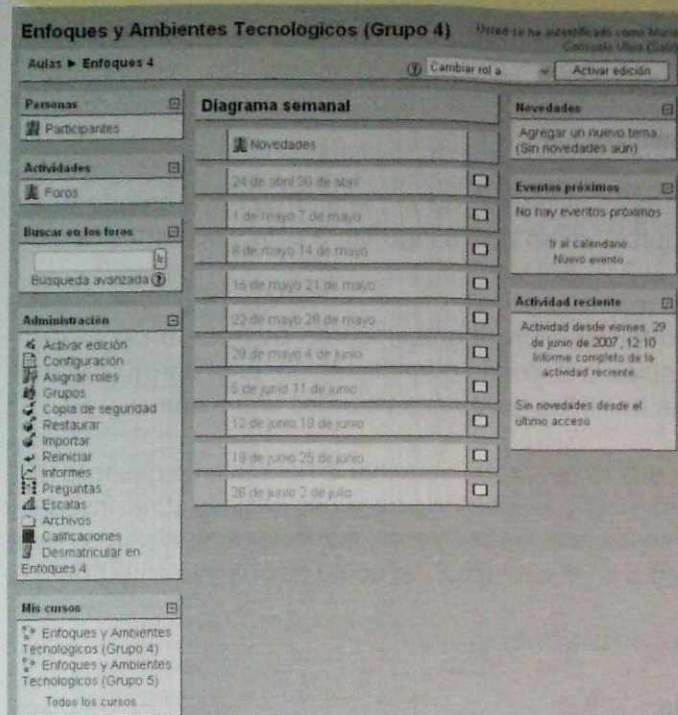 Enfoques y Ambientes Tecnologicos (Grupo 4)
Usted se ha autentificado como
Aulas ► Enfoques 4
Cambiar rol a
Activar edición
Personas
Participantes
Actividades
Foros
Buscar en los foros
Ir
Busqueda avanzada
Administración
Activar edición
Configuración
Asignar roles
Grupos
Copia de seguridad
Restaurar
Importar
Reiniciar
Informes
Preguntas
Escalas
Archivos
Calificaciones
Desmatricular en
Enfoques 4
Mis cursos
Enfoques y Ambientes
Tecnologicos (Grupo 4)
Enfoques y Ambientes
Tecnologicos (Grupo 5)
Todos los cursos...
Diagrama semanal
Novedades
24 de abril 30 de abril
1 de mayo 7 de mayo
8 de mayo 14 de mayo
15 de mayo 21 de mayo
22 de mayo 28 de mayo
29 de mayo 4 de junio
5 de junio 11 de junio
12 de junio 18 de junio
19 de junio 25 de junio
26 de junio 2 de julio
Novedades
Agregar un nuevo tema...
(Sin novedades aún)
Eventos próximos
No hay eventos próximos
Ir al calendario...
Nuevo evento...
Actividad reciente
Actividad desde viernes, 29
de junio de 2007, 12:10
Informe completo de la
actividad reciente...
Sin novedades desde el
último acceso